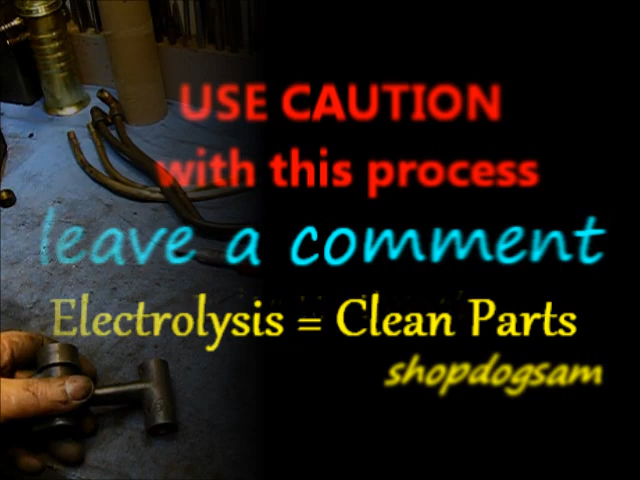 USE CAUTION
with this process
leave a comment
Electrolysis = Clean Parts
shopdogsam